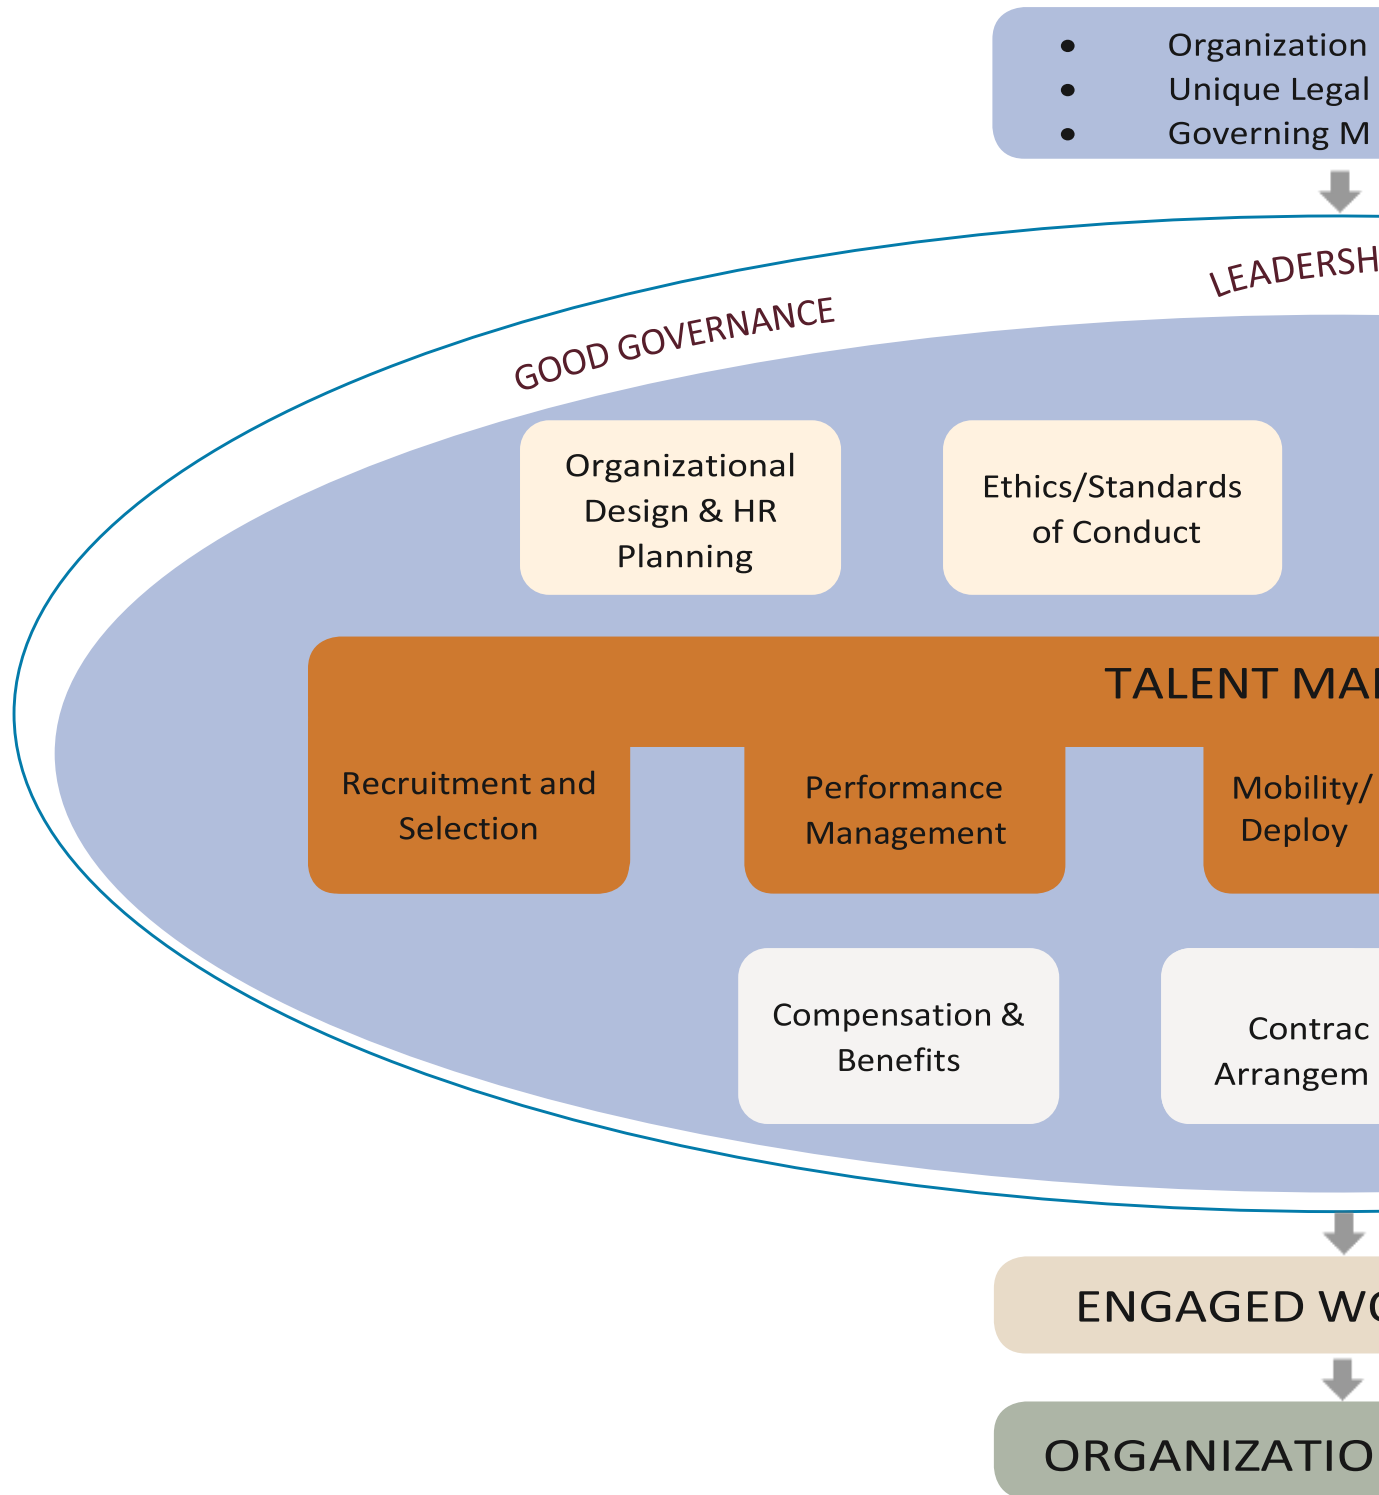 • Organization
• Unique Legal
• Governing M
LEADERSH
GOOD GOVERNANCE
Organizational
Design & HR
Planning
Ethics/Standards
of Conduct
TALENT MA
Recruitment and
Selection
Performance
Management
Mobility/
Deploy
Compensation &
Benefits
Contrac
Arrangem
ENGAGED WO
ORGANIZATIO